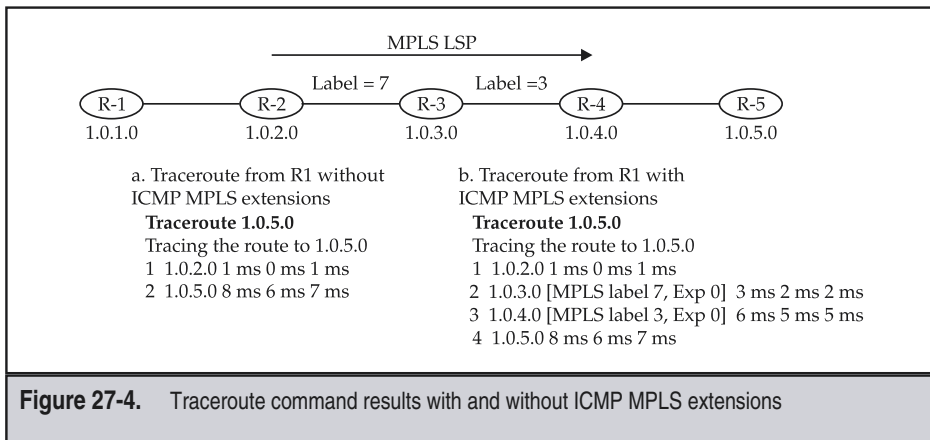 MPLS LSP
Label = 7
Label =3
R-1
R-2
R-3
R-4
R-5
1.0.1.0
1.0.2.0
1.0.3.0
1.0.4.0
1.0.5.0
a. Traceroute from R1 without
ICMP MPLS extensions
Traceroute 1.0.5.0
Tracing the route to 1.0.5.0
1 1.0.2.0 1 ms 0 ms 1 ms
2 1.0.5.0 8 ms 6 ms 7 ms
b. Traceroute from R1 with
ICMP MPLS extensions
Traceroute 1.0.5.0
Tracing the route to 1.0.5.0
1 1.0.2.0 1 ms 0 ms 1 ms
2 1.0.3.0 [MPLS label 7, Exp 0] 3 ms 2 ms 2 ms
3 1.0.4.0 [MPLS label 3, Exp 0] 6 ms 5 ms 5 ms
4 1.0.5.0 8 ms 6 ms 7 ms
Figure 27-4. Traceroute command results with and without ICMP MPLS extensions